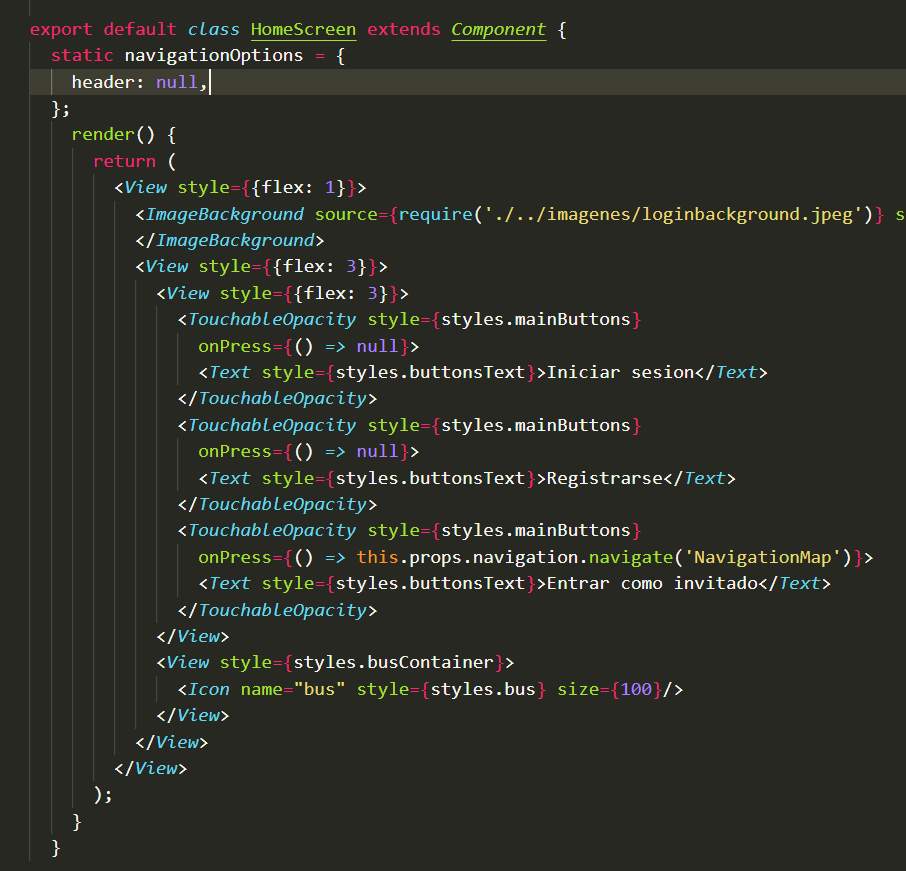 export default class HomeScreen extends Component {
  static navigationOptions = {
    header: null,
  };
    render() {
      return (
        <View style={{flex: 1}}>
          <ImageBackground source={require('./../imagenes/loginbackground.jpeg')} s
          </ImageBackground>
          <View style={{flex: 3}}>
            <View style={{flex: 3}}>
              <TouchableOpacity style={styles.mainButtons}
                onPress={() => null}>
                <Text style={styles.buttonsText}>Iniciar sesion</Text>
              </TouchableOpacity>
              <TouchableOpacity style={styles.mainButtons}
                onPress={() => null}>
                <Text style={styles.buttonsText}>Registrarse</Text>
              </TouchableOpacity>
              <TouchableOpacity style={styles.mainButtons}
                onPress={() => this.props.navigation.navigate('NavigationMap')}>
                <Text style={styles.buttonsText}>Entrar como invitado</Text>
              </TouchableOpacity>
            </View>
            <View style={styles.busContainer}>
              <Icon name="bus" style={styles.bus} size={100}/>
            </View>
          </View>
        </View>
      );
    }
  }